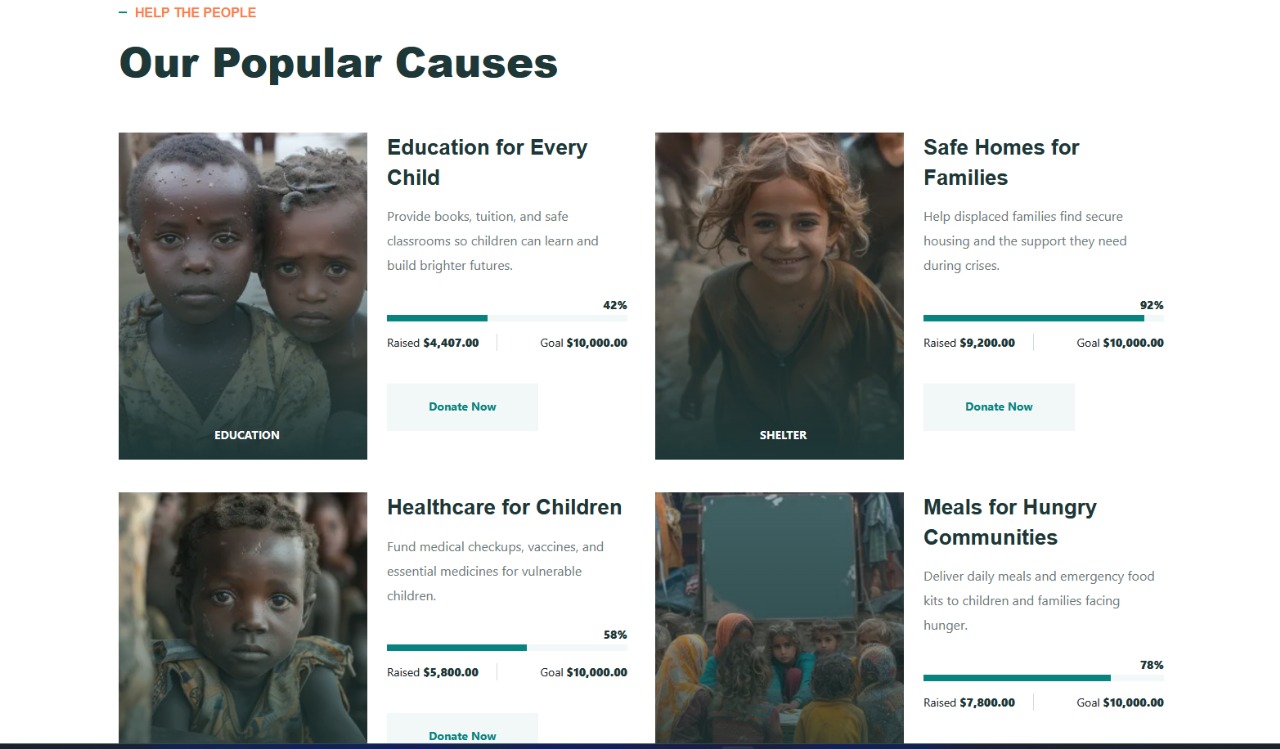 HELP THE PEOPLE
Our Popular Causes
Education for Every
Child
Provide books, tuition, and safe
classrooms so children can learn and
build brighter futures.
42%
Raised $4,407.00
Goal $10,000.00
Donate Now
EDUCATION
Safe Homes for
Families
Help displaced families find secure
housing and the support they need
during crises.
92%
Raised $9,200.00
Goal $10,000.00
Donate Now
SHELTER
Healthcare for Children
Fund medical checkups, vaccines, and
essential medicines for vulnerable
children.
58%
Raised $5,800.00
Goal $10,000.00
Donate Now
Meals for Hungry
Communities
Deliver daily meals and emergency food
kits to children and families facing
hunger.
78%
Raised $7,800.00
Goal $10,000.00